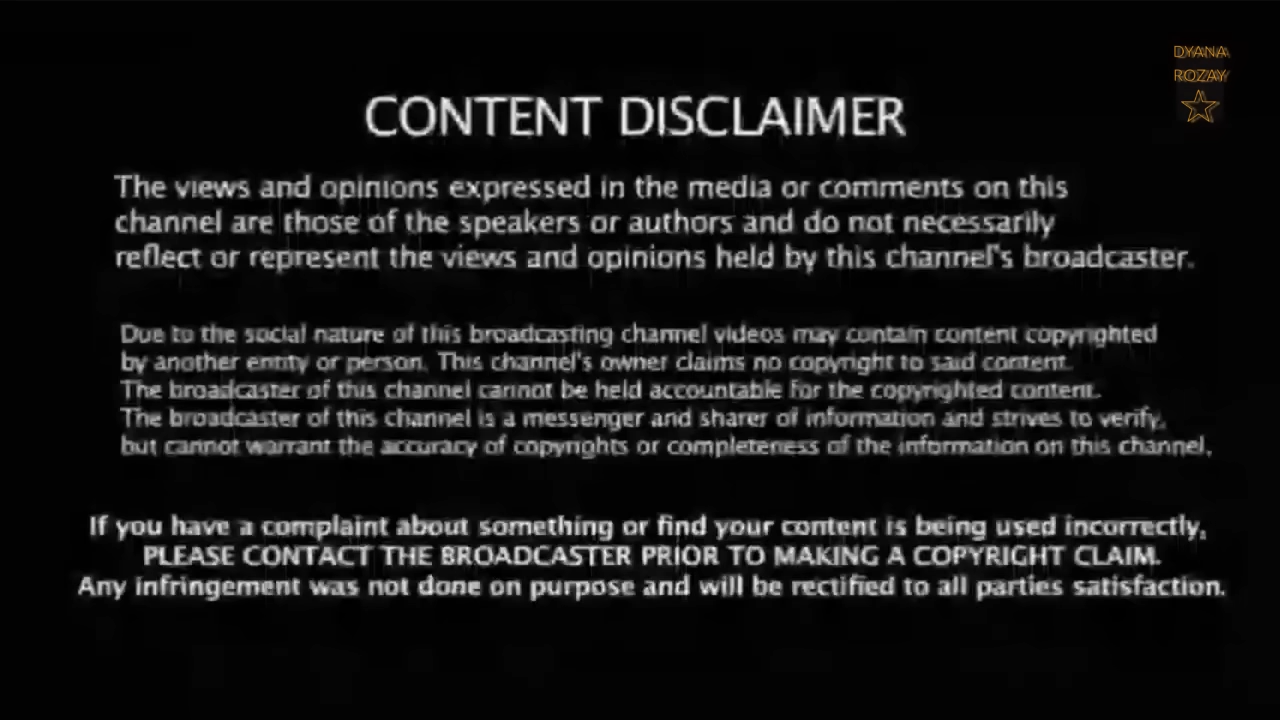 DYANA
ROZAY
CONTENT DISCLAIMER
The views and opinions expressed in the media or comments on this
channel are those of the speakers or authors and do not necessarily
reflect or represent the views and opinions held by this channel's broadcaster.
Due to the social nature of this broadcasting channel videos may contain content copyrighted
by another entity or person. This channel's owner claims no copyright to said content.
The broadcaster of this channel cannot be held accountable for the copyrighted content.
The broadcaster of this channel is a messenger and sharer of information and strives to verify,
but cannot warrant the accuracy of copyrights or completeness of the information on this channel.
If you have a complaint about something or find your content is being used incorrectly,
PLEASE CONTACT THE BROADCASTER PRIOR TO MAKING A COPYRIGHT CLAIM.
Any infringement was not done on purpose and will be rectified to all parties satisfaction.